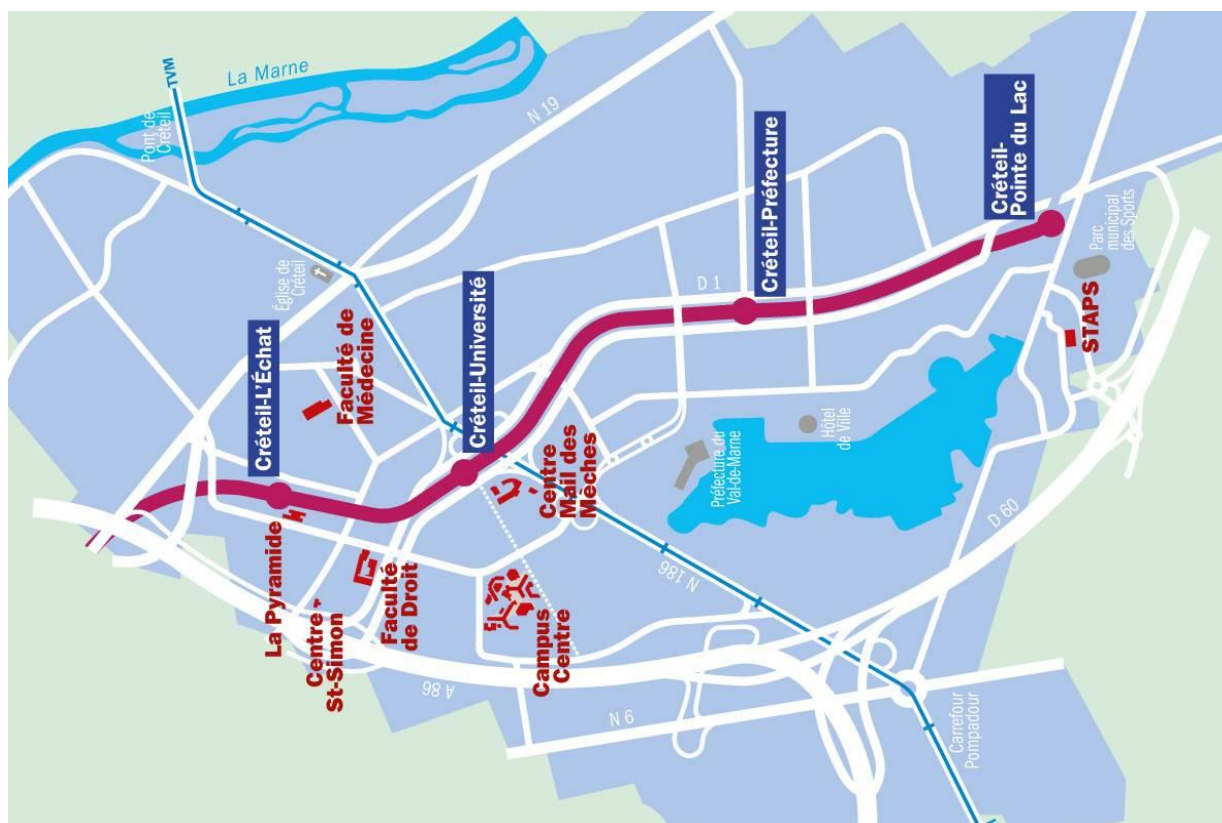 TVM
La Marne
Pont de
Créteil
N 19
Église de
Créteil
Créteil-L'Échat
Faculté de
Médecine
Créteil-Université
Créteil-Préfecture
D 1
Créteil-
Pointe du Lac
Parc
municipal
des Sports
STAPS
La Pyramide
Centre
St-Simon
Faculté
de Droit
Centre
Mail des
Mèches
Campus
Centre
Préfecture du
Val-de-Marne
Hôtel
de Ville
A 86
N 186
D 60
N 6
Carrefour
Pompadour